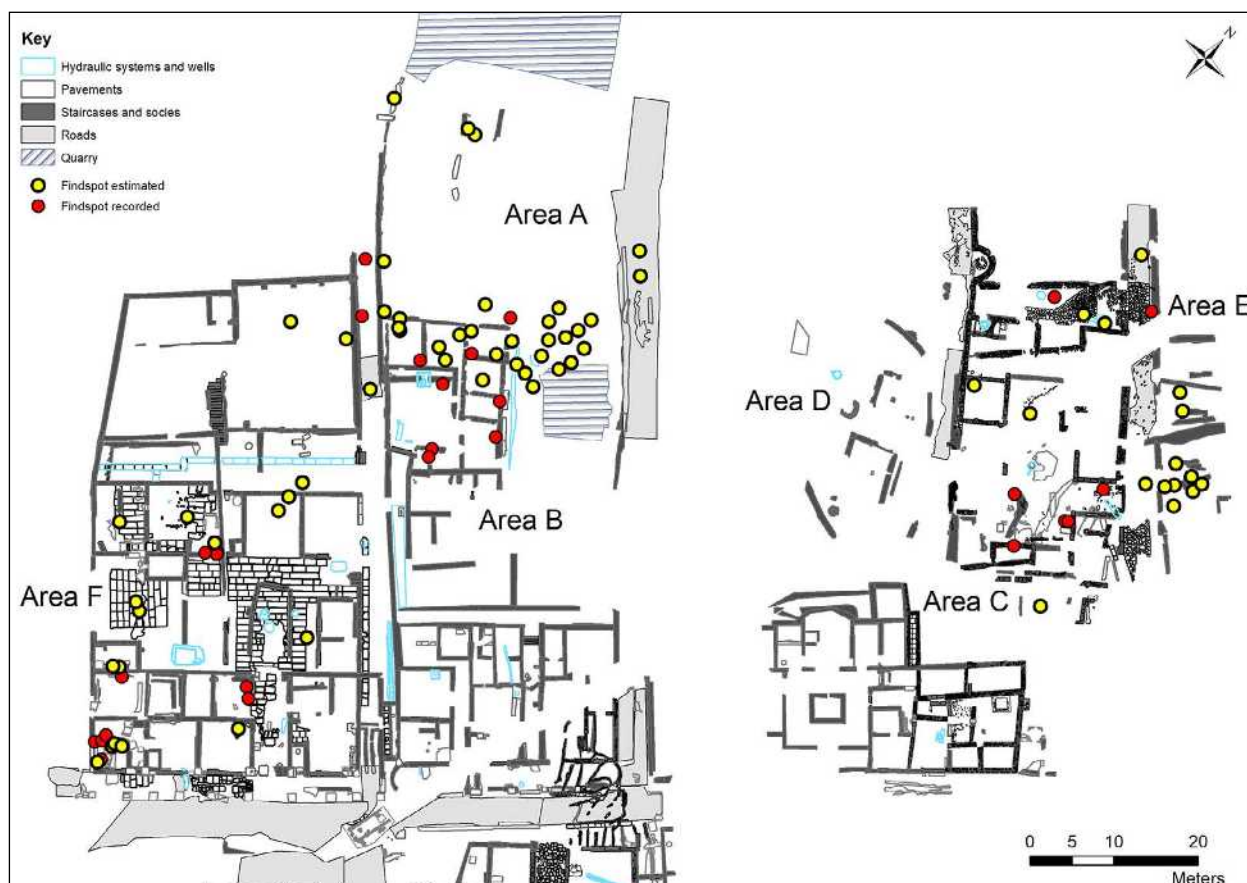 Key
Hydraulic systems and wells
Pavements
Staircases and socles
Roads
Quarry
Findspot estimated
Findspot recorded
N
Area A
Area E
Area D
Area B
Area F
Area C
0 5 10 20
Meters